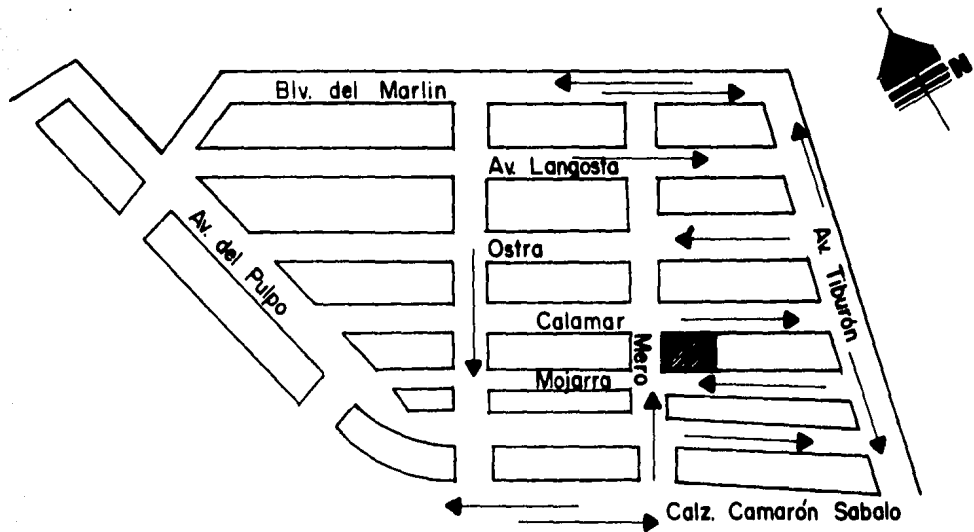 N
Blv. del Marlin
Av. Langosta
Av. del Pulpo
Ostra
Av. Tiburón
Calamar
Mero
Mojarra
Calz. Camarón Sabalo